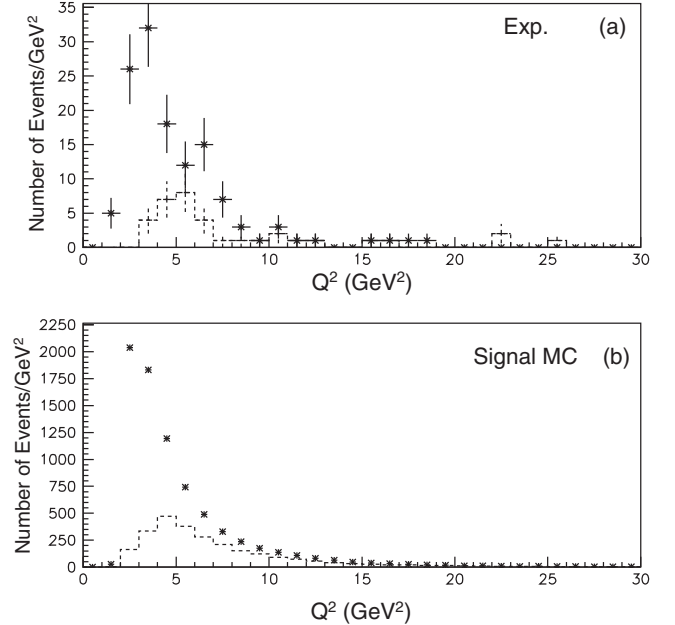 Number of Events/GeV²
35
30
25
20
15
10
5
0
Exp. (a)
0 5 10 15 20 25 30
Q² (GeV²)
Number of Events/GeV²
2250
2000
1750
1500
1250
1000
750
500
250
0
Signal MC (b)
0 5 10 15 20 25 30
Q² (GeV²)